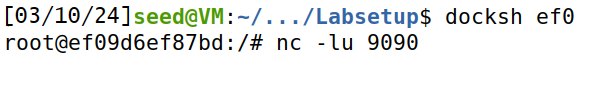 [03/10/24]seed@VM:~/.../Labsetup$ docksh ef0
root@ef09d6ef87bd:/# nc -lu 9090